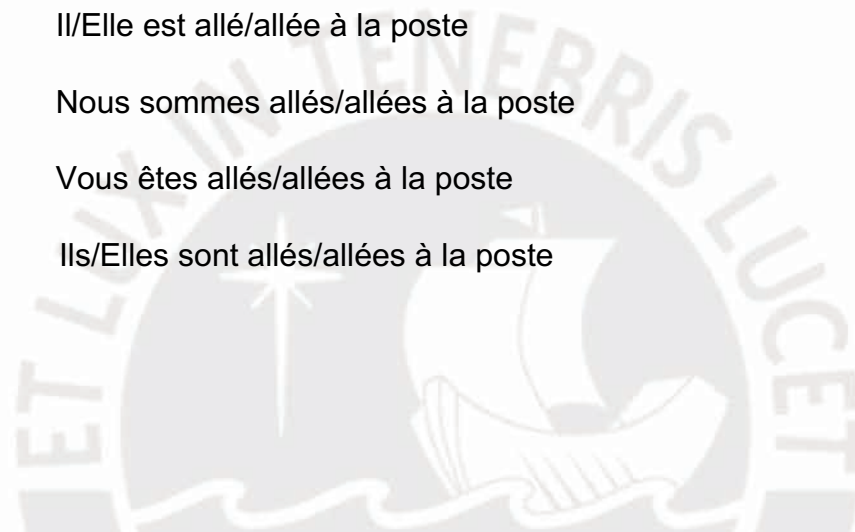 Il/Elle est allé/allée à la poste
Nous sommes allés/allées à la poste
Vous êtes allés/allées à la poste
Ils/Elles sont allés/allées à la poste
ET LUX IN TENEBRIS LUCET